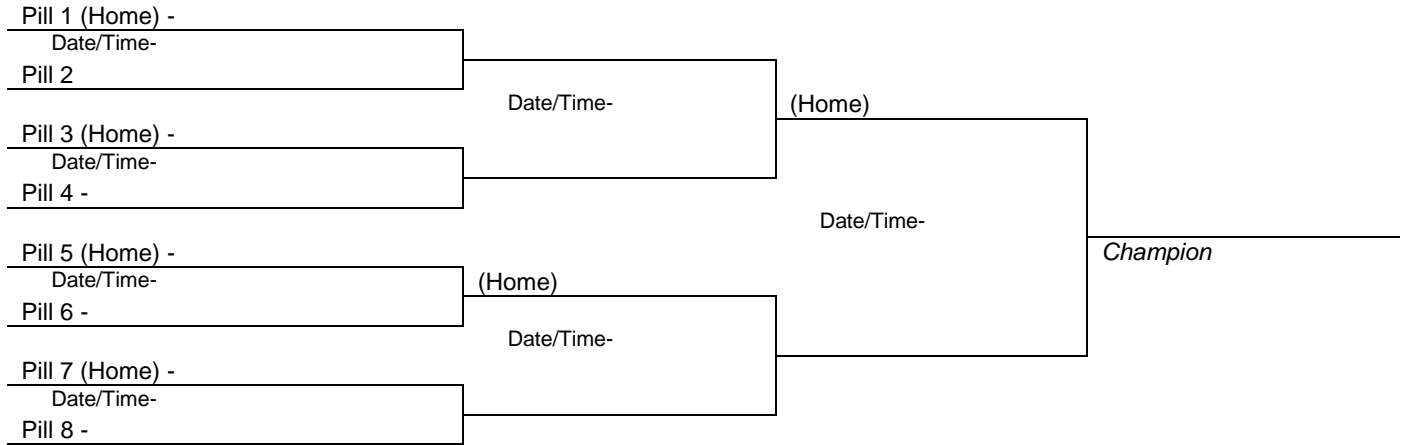 Pill 1 (Home) -
Date/Time-
Pill 2
Date/Time-
(Home)
Pill 3 (Home) -
Date/Time-
Pill 4 -
Date/Time-
Pill 5 (Home) -
Champion
Date/Time-
(Home)
Pill 6 -
Date/Time-
Pill 7 (Home) -
Date/Time-
Pill 8 -